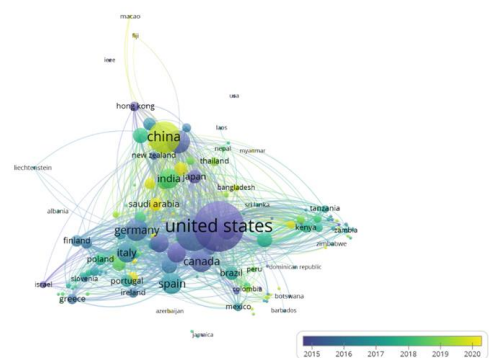 macao
fiji
hong kong
usa
china
new zealand
nepal
myanmar
thailand
liechtenstein
india
japan
bangladesh
saudi arabia
sri lanka
albania
tanzania
united states
germany
kenya
zambia
finland
zimbabwe
italy
poland
canada
dominican republic
slovenia
brazil
peru
portugal
spain
israel
ireland
colombia
botswana
greece
mexico
azerbaijan
barbados
jamaica
2015 2016 2017 2018 2019 2020